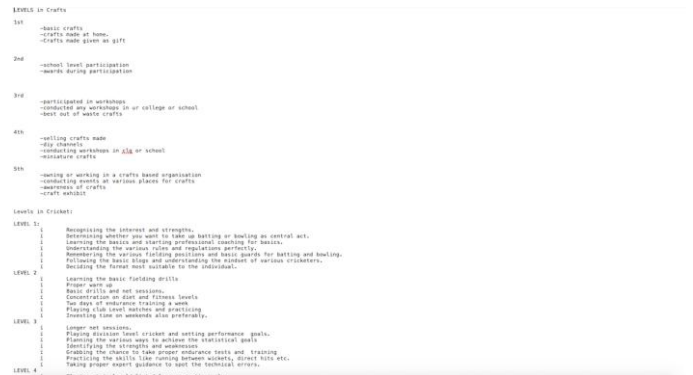 LEVELS in Crafts
1st
-basic crafts
-crafts made at home.
-Crafts made given as gift
2nd
-school level participation
-awards during participation
3rd
-participated in workshops
-conducted any workshops in ur college or school
-best out of waste crafts
4th
-selling crafts made
-diy channels
-conducting workshops in clg or school
-miniature crafts
5th
-owning or working in a crafts based organisation
-conducting events at various places for crafts
-awareness of crafts
-craft exhibit
Levels in Cricket:
LEVEL 1:
Recognising the interest and strengths.
Determining whether you want to take up batting or bowling as central act.
Learning the basics and starting professional coaching for basics.
Understanding the various rules and regulations perfectly.
Remembering the various fielding positions and basic guards for batting and bowling.
Following the basic blogs and understanding the mindset of various cricketers.
Deciding the format most suitable to the individual.
LEVEL 2
Learning the basic fielding drills
Proper warm up
Basic drills and net sessions.
Concentration on diet and fitness levels
Two days of endurance training a week
Playing club Level matches and practicing
Investing time on weekends also preferably.
LEVEL 3
Longer net sessions.
Playing division level cricket and setting performance goals.
Planning the various ways to achieve the statistical goals
Identifying the strengths and weaknesses
Grabbing the chance to take proper endurance tests and training
Practicing the skills like running between wickets, direct hits etc.
Taking proper expert guidance to spot the technical errors.
LEVEL 4